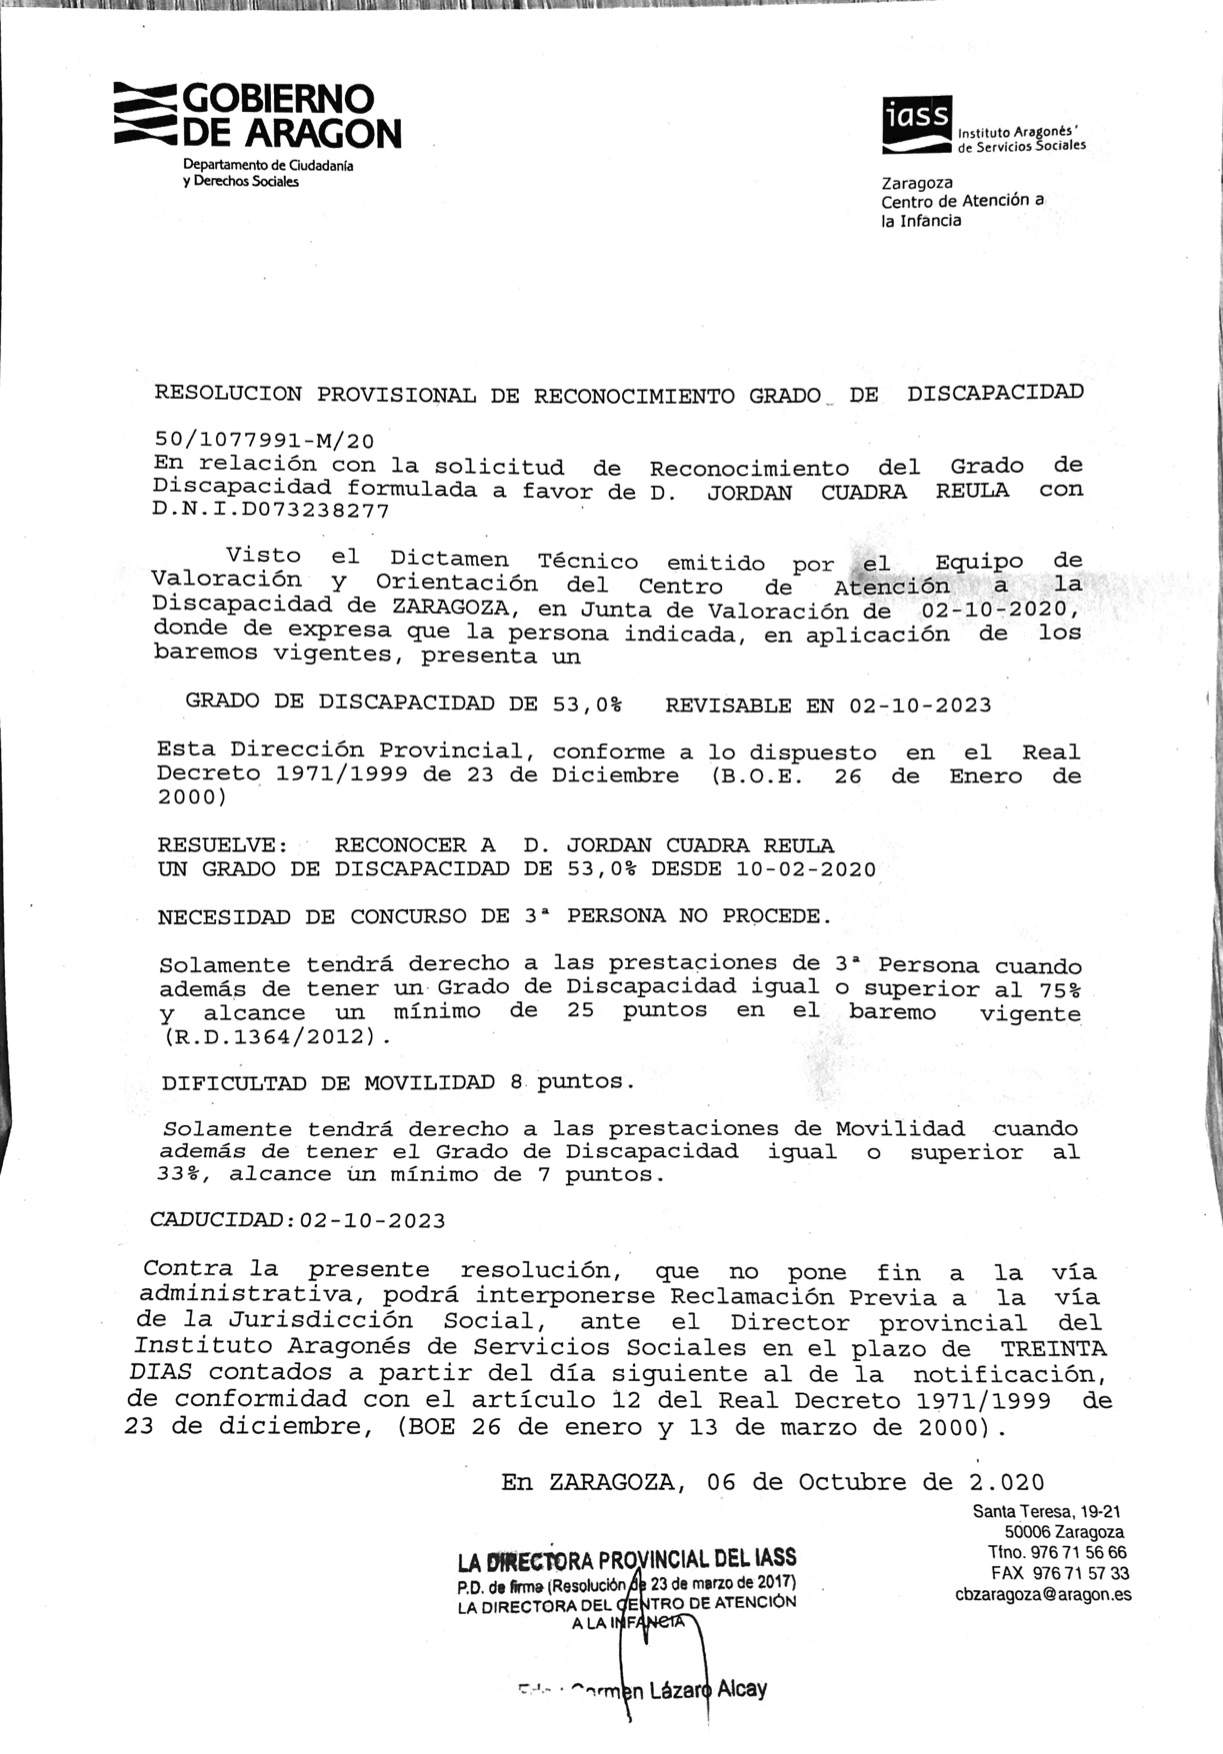 GOBIERNO
DE ARAGON
Departamento de Ciudadanía
y Derechos Sociales
iass
Instituto Aragonés
de Servicios Sociales
Zaragoza
Centro de Atención a
la Infancia
RESOLUCION PROVISIONAL DE RECONOCIMIENTO GRADO DE DISCAPACIDAD
50/1077991-M/20
En relación con la solicitud de Reconocimiento del Grado de
Discapacidad formulada a favor de D. JORDAN CUADRA REULA con
D.N.I.D073238277
Visto el Dictamen Técnico emitido por el Equipo de
Valoración y Orientación del Centro de Atención a la
Discapacidad de ZARAGOZA, en Junta de Valoración de 02-10-2020,
donde de expresa que la persona indicada, en aplicación de los
baremos vigentes, presenta un
GRADO DE DISCAPACIDAD DE 53,0% REVISABLE EN 02-10-2023
Esta Dirección Provincial, conforme a lo dispuesto en el Real
Decreto 1971/1999 de 23 de Diciembre (B.O.E. 26 de Enero de
2000)
RESUELVE: RECONOCER A D. JORDAN CUADRA REULA
UN GRADO DE DISCAPACIDAD DE 53,0% DESDE 10-02-2020
NECESIDAD DE CONCURSO DE 3ª PERSONA NO PROCEDE.
Solamente tendrá derecho a las prestaciones de 3ª Persona cuando
además de tener un Grado de Discapacidad igual o superior al 75%
y alcance un mínimo de 25 puntos en el baremo vigente
(R.D.1364/2012).
DIFICULTAD DE MOVILIDAD 8 puntos.
Solamente tendrá derecho a las prestaciones de Movilidad cuando
además de tener el Grado de Discapacidad igual o superior al
33%, alcance un mínimo de 7 puntos.
CADUCIDAD:02-10-2023
Contra la presente resolución, que no pone fin a la vía
administrativa, podrá interponerse Reclamación Previa a la vía
de la Jurisdicción Social, ante el Director provincial del
Instituto Aragonés de Servicios Sociales en el plazo de TREINTA
DIAS contados a partir del día siguiente al de la notificación,
de conformidad con el artículo 12 del Real Decreto 1971/1999 de
23 de diciembre, (BOE 26 de enero y 13 de marzo de 2000).
En ZARAGOZA, 06 de Octubre de 2.020
Santa Teresa, 19-21
50006 Zaragoza
Tfno. 976 71 56 66
FAX 976 71 57 33
cbzaragoza@aragon.es
LA DIRECTORA PROVINCIAL DEL IASS
P.D. de firma (Resolución de 23 de marzo de 2017)
LA DIRECTORA DEL CENTRO DE ATENCIÓN
A LA INFANCIA
Carmen Lázaro Alcay